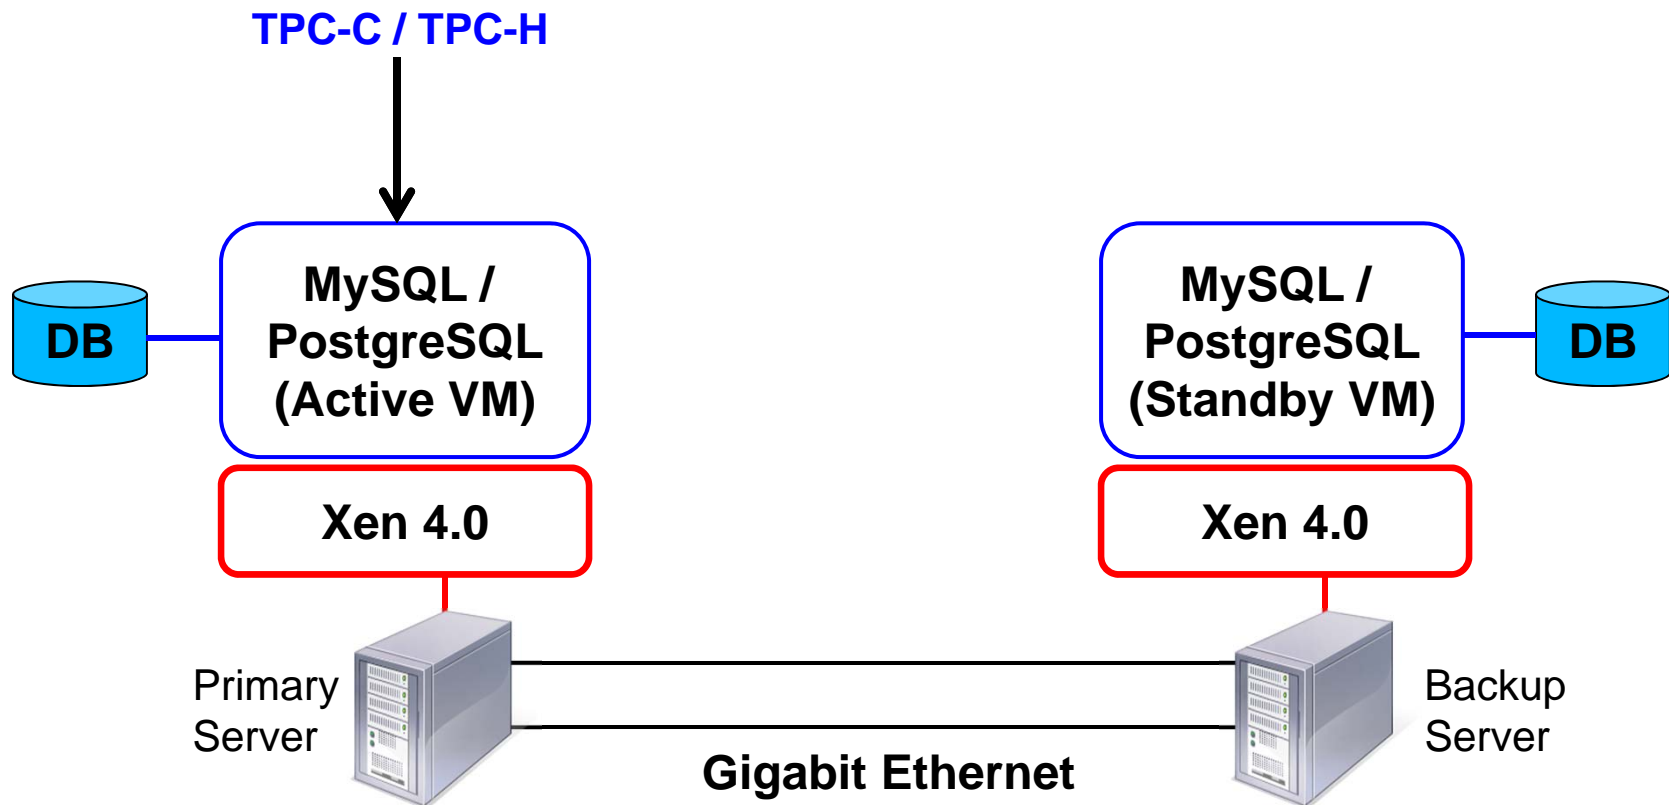 TPC-C / TPC-H
DB
MySQL /
PostgreSQL
(Active VM)
MySQL /
PostgreSQL
(Standby VM)
DB
Xen 4.0
Xen 4.0
Primary
Server
Backup
Server
Gigabit Ethernet